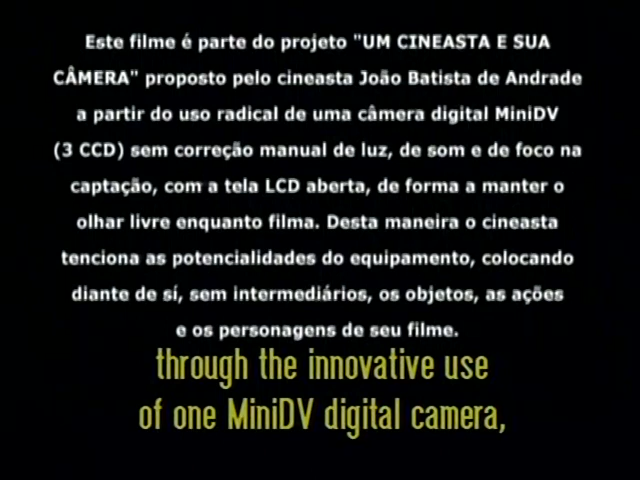 Este filme é parte do projeto "UM CINEASTA E SUA
CÂMERA" proposto pelo cineasta João Batista de Andrade
a partir do uso radical de uma câmera digital MiniDV
(3 CCD) sem correção manual de luz, de som e de foco na
captação, com a tela LCD aberta, de forma a manter o
olhar livre enquanto filma. Desta maneira o cineasta
tenciona as potencialidades do equipamento, colocando
diante de sí, sem intermediários, os objetos, as ações
e os personagens de seu filme.
through the innovative use
of one MiniDV digital camera,